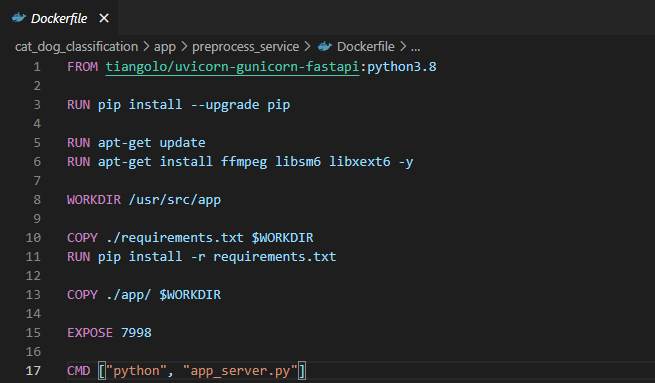 Dockerfile ×
cat_dog_classification > app > preprocess_service > Dockerfile > ...
1 FROM tiangolo/uvicorn-gunicorn-fastapi:python3.8
2
3 RUN pip install --upgrade pip
4
5 RUN apt-get update
6 RUN apt-get install ffmpeg libsm6 libxext6 -y
7
8 WORKDIR /usr/src/app
9
10 COPY ./requirements.txt $WORKDIR
11 RUN pip install -r requirements.txt
12
13 COPY ./app/ $WORKDIR
14
15 EXPOSE 7998
16
17 CMD ["python", "app_server.py"]